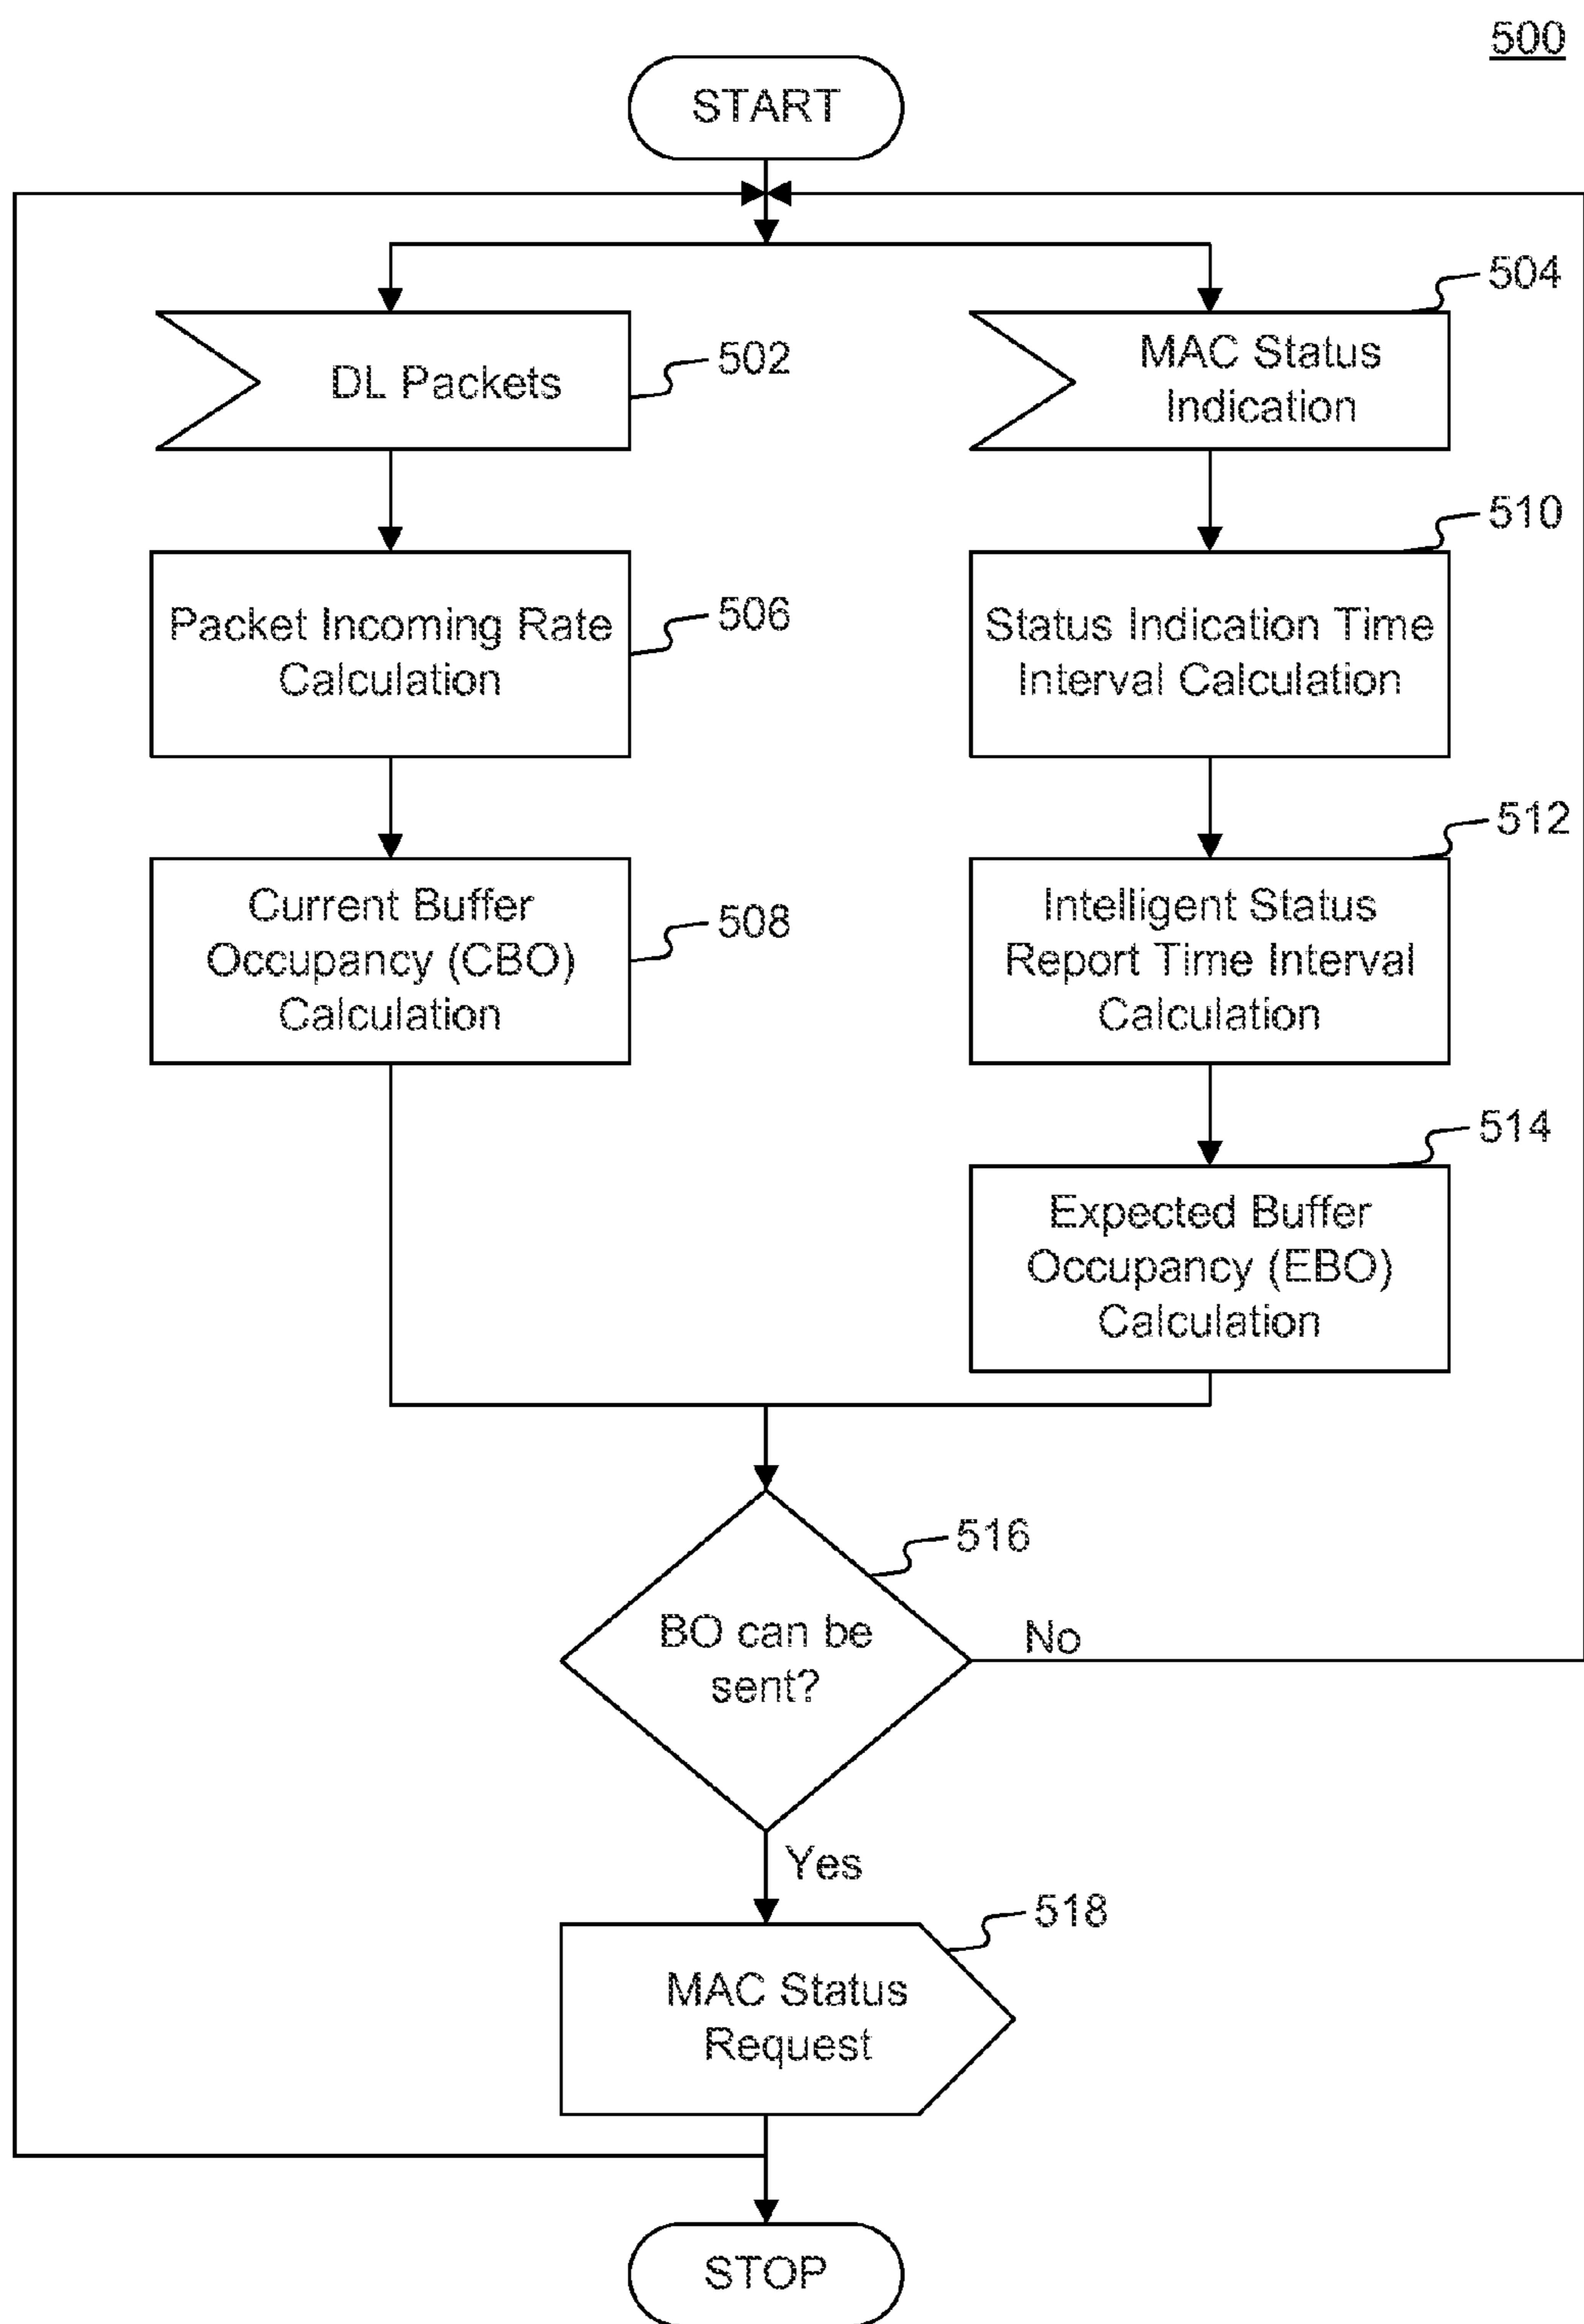 500
START
504
DL Packets
502
MAC Status
Indication
510
Packet Incoming Rate
Calculation
506
Status Indication Time
Interval Calculation
512
Current Buffer
Occupancy (CBO)
Calculation
508
Intelligent Status
Report Time Interval
Calculation
514
Expected Buffer
Occupancy (EBO)
Calculation
516
BO can be
sent?
No
Yes
518
MAC Status
Request
STOP